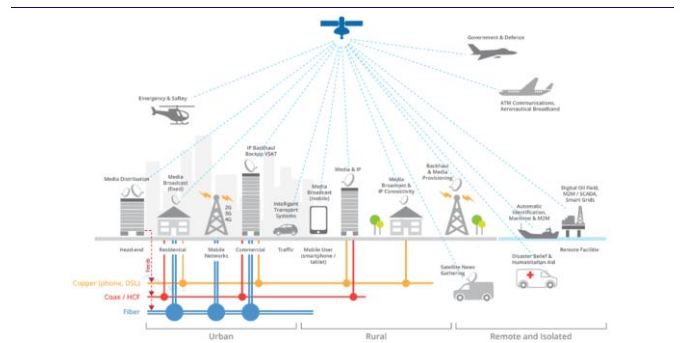 Government & Defence
ATM Communications,
Aeronautical Broadband
Emergency & Saftey
IP Backhaul
Backup VSAT
Media Distribution
Media
Broadcast
(fixed)
2G
3G
4G
Intelligent
Transport
Systems
Media
Broadcast
(mobile)
Media & IP
Media
Broadcast &
IP Connectivity
Backhaul
& Media
Provisioning
Digital Oil Field,
M2M / SCADA,
Smart Grids
Automatic
Identification,
Maritime & M2M
Headend
Residential
Mobile
Networks
Commercial
Traffic
Mobile User
(smartphone /
tablet)
Remote Facilitie
Feeds
Satellite News
Gathering
Disaster Relief &
Humanitarian Aid
Copper (phone, DSL)
Coax / HCF
Fiber
Urban
Rural
Remote and Isolated